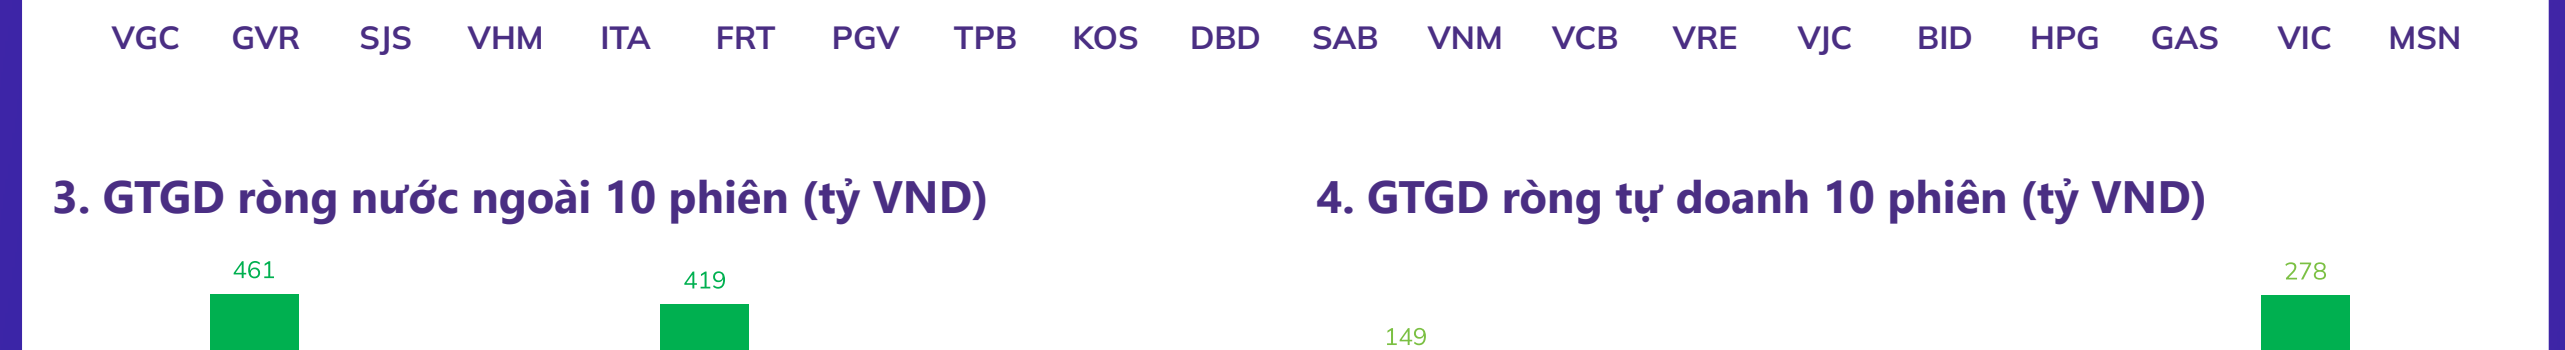 VGC GVR SJS VHM ITA FRT PGV TPB KOS DBD SAB VNM VCB VRE VJC BID HPG GAS VIC MSN
3. GTGD ròng nước ngoài 10 phiên (tỷ VND)
4. GTGD ròng tự doanh 10 phiên (tỷ VND)
461
419
149
278